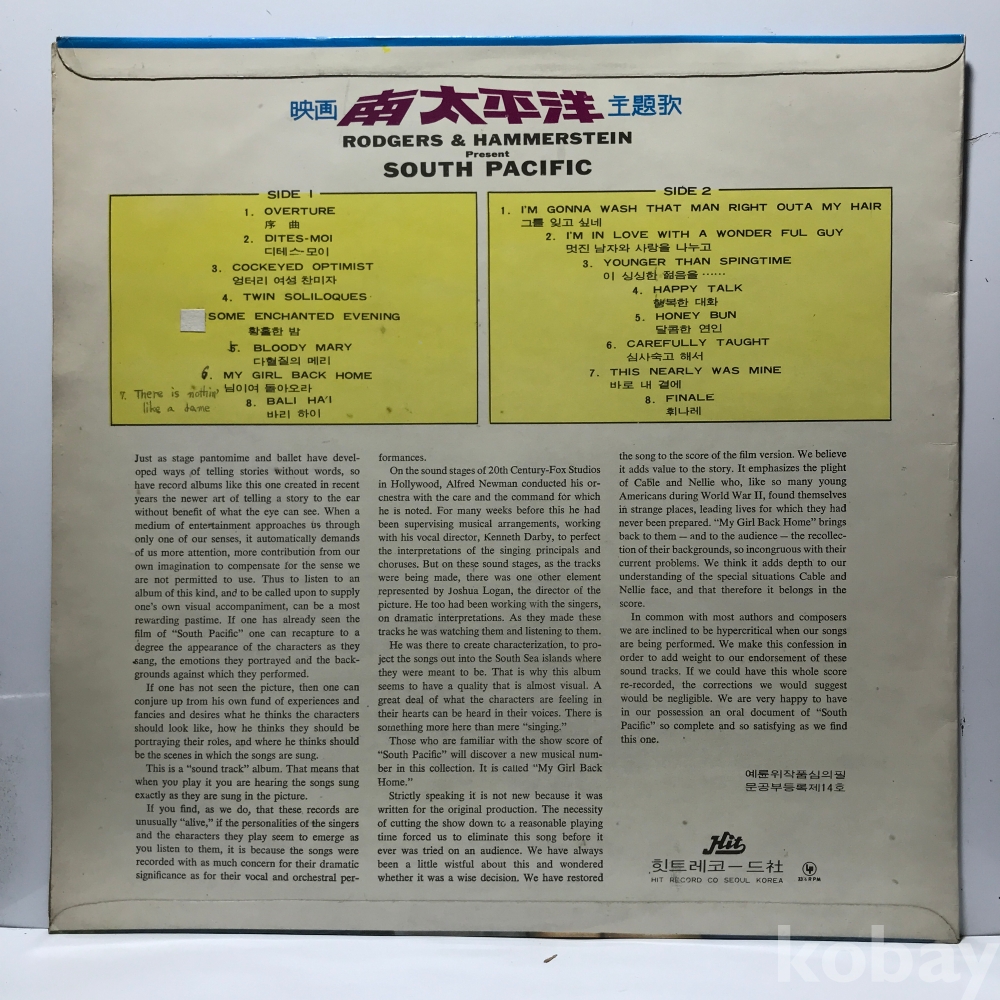 映画 南太平洋 主題歌
RODGERS & HAMMERSTEIN
Present
SOUTH PACIFIC
SIDE 1
1. OVERTURE
序 曲
2. DITES-MOI
디테스-모이
3. COCKEYED OPTIMIST
엉터리 여성 찬미자
4. TWIN SOLILOQUES
SOME ENCHANTED EVENING
황홀한 밤
5. BLOODY MARY
다혈질의 메리
6. MY GIRL BACK HOME
님이여 돌아오라
7. There is nothin'
like a dame
8. BALI HA'I
바리 하이
SIDE 2
1. I'M GONNA WASH THAT MAN RIGHT OUTA MY HAIR
그를 잊고 싶네
2. I'M IN LOVE WITH A WONDER FUL GUY
멋진 남자와 사랑을 나누고
3. YOUNGER THAN SPINGTIME
이 싱싱한 젊음을 ……
4. HAPPY TALK
행복한 대화
5. HONEY BUN
달콤한 연인
6. CAREFULLY TAUGHT
심사숙고 해서
7. THIS NEARLY WAS MINE
바로 내 곁에
8. FINALE
휘나레
Just as stage pantomime and ballet have devel-
oped ways of telling stories without words, so
have record albums like this one created in recent
years the newer art of telling a story to the ear
without benefit of what the eye can see. When a
medium of entertainment approaches us through
only one of our senses, it automatically demands
of us more attention, more contribution from our
own imagination to compensate for the sense we
are not permitted to use. Thus to listen to an
album of this kind, and to be called upon to supply
one's own visual accompaniment, can be a most
rewarding pastime. If one has already seen the
film of "South Pacific" one can recapture to a
degree the appearance of the characters as they
sang, the emotions they portrayed and the back-
grounds against which they performed.
If one has not seen the picture, then one can
conjure up from his own fund of experiences and
fancies and desires what he thinks the characters
should look like, how he thinks they should be
portraying their roles, and where he thinks should
be the scenes in which the songs are sung.
This is a "sound track" album. That means that
when you play it you are hearing the songs sung
exactly as they are sung in the picture.
If you find, as we do, that these records are
unusually "alive," if the personalities of the singers
and the characters they play seem to emerge as
you listen to them, it is because the songs were
recorded with as much concern for their dramatic
significance as for their vocal and orchestral per-
formances.
On the sound stages of 20th Century-Fox Studios
in Hollywood, Alfred Newman conducted his or-
chestra with the care and the command for which
he is noted. For many weeks before this he had
been supervising musical arrangements, working
with his vocal director, Kenneth Darby, to perfect
the interpretations of the singing principals and
choruses. But on these sound stages, as the tracks
were being made, there was one other element
represented by Joshua Logan, the director of the
picture. He too had been working with the singers,
on dramatic interpretations. As they made these
tracks he was watching them and listening to them.
He was there to create characterization, to pro-
ject the songs out into the South Sea islands where
they were meant to be. That is why this album
seems to have a quality that is almost visual. A
great deal of what the characters are feeling in
their hearts can be heard in their voices. There is
something more here than mere "singing."
Those who are familiar with the show score of
"South Pacific" will discover a new musical num-
ber in this collection. It is called "My Girl Back
Home."
Strictly speaking it is not new because it was
written for the original production. The necessity
of cutting the show down to a reasonable playing
time forced us to eliminate this song before it
ever was tried on an audience. We have always
been a little wistful about this and wondered
whether it was a wise decision. We have restored
the song to the score of the film version. We believe
it adds value to the story. It emphasizes the plight
of Cable and Nellie who, like so many young
Americans during World War II, found themselves
in strange places, leading lives for which they had
never been prepared. "My Girl Back Home" brings
back to them — and to the audience — the recollec-
tion of their backgrounds, so incongruous with their
current problems. We think it adds depth to our
understanding of the special situations Cable and
Nellie face, and that therefore it belongs in the
score.
In common with most authors and composers
we are inclined to be hypercritical when our songs
are being performed. We make this confession in
order to add weight to our endorsement of these
sound tracks. If we could have this whole score
re-recorded, the corrections we would suggest
would be negligible. We are very happy to have
in our possession an oral document of "South
Pacific" so complete and so satisfying as we find
this one.
예륜위작품심의필
문공부등록제14호
Hit
힛트레코ー드社
HIT RECORD CO SEOUL KOREA
LP
33⅓ RPM
kobay